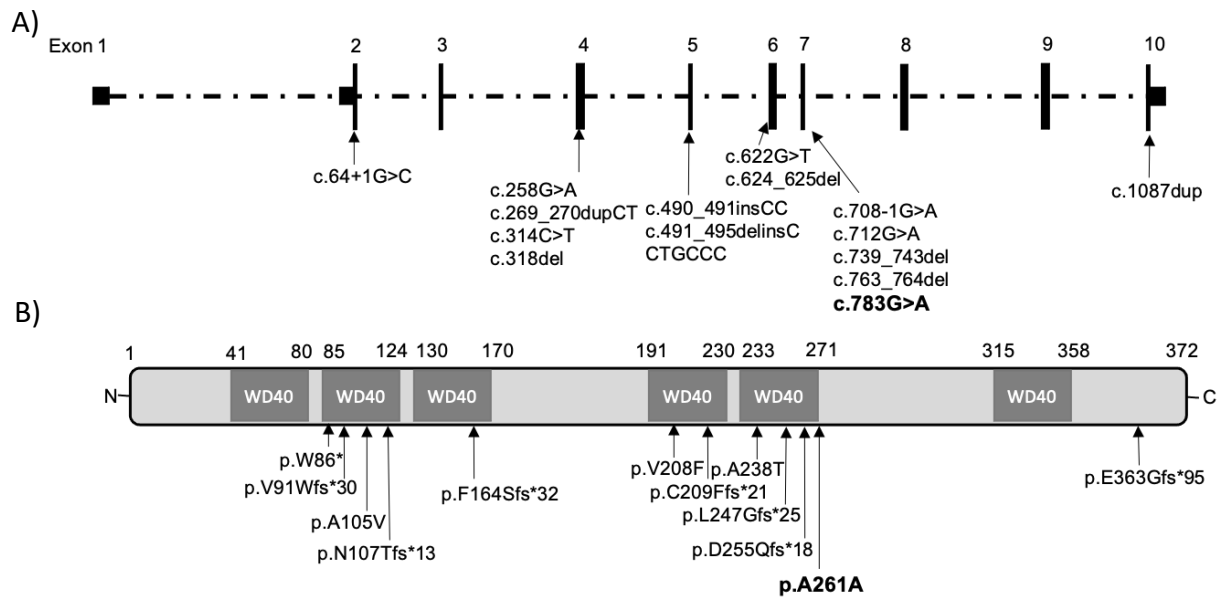 A)
Exon 1 2 3 4 5 6 7 8 9 10
c.64+1G>C
c.258G>A
c.269_270dupCT
c.314C>T
c.318del
c.490_491insCC
c.491_495delinsC
CTGCCC
c.622G>T
c.624_625del
c.708-1G>A
c.712G>A
c.739_743del
c.763_764del
c.783G>A
c.1087dup
B)
1 41 80 85 124 130 170 191 230 233 271 315 358 372
N WD40 WD40 WD40 WD40 WD40 WD40 C
p.W86*
p.V91Wfs*30
p.A105V
p.N107Tfs*13
p.F164Sfs*32
p.V208F
p.C209Ffs*21
p.A238T
p.L247Gfs*25
p.D255Qfs*18
p.A261A
p.E363Gfs*95